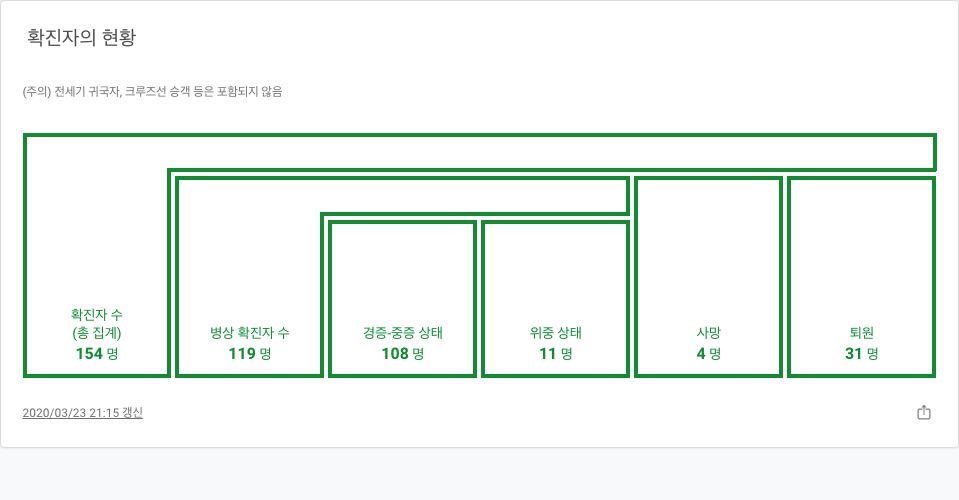 확진자의 현황
(주의) 전세기 귀국자, 크루즈선 승객 등은 포함되지 않음
확진자 수
(총 집계)
154 명
병상 확진자 수
119 명
경증-중증 상태
108 명
위중 상태
11 명
사망
4 명
퇴원
31 명
2020/03/23 21:15 갱신